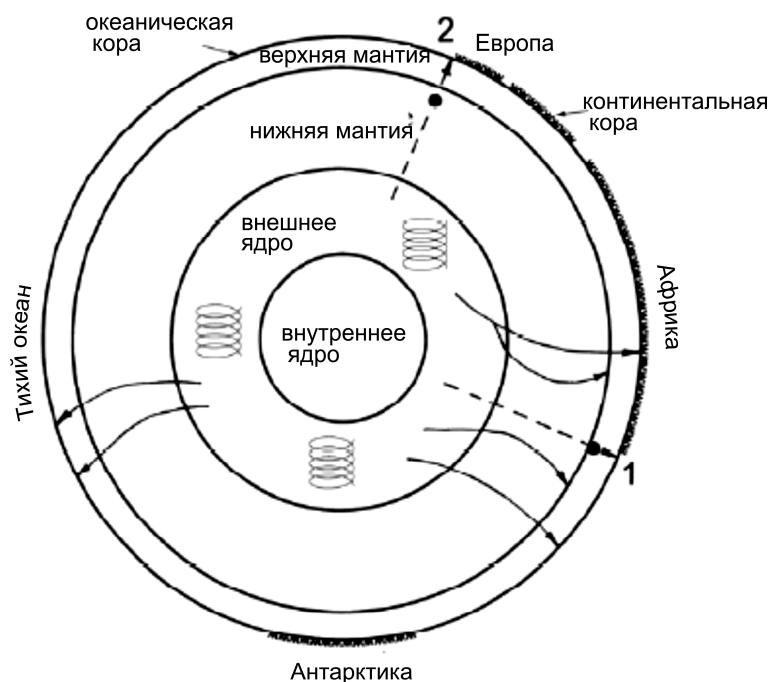 океаническая
кора
2
Европа
верхняя мантия
континентальная
кора
нижняя мантия
внешнее
ядро
Африка
внутреннее
ядро
Тихий океан
1
Антарктика